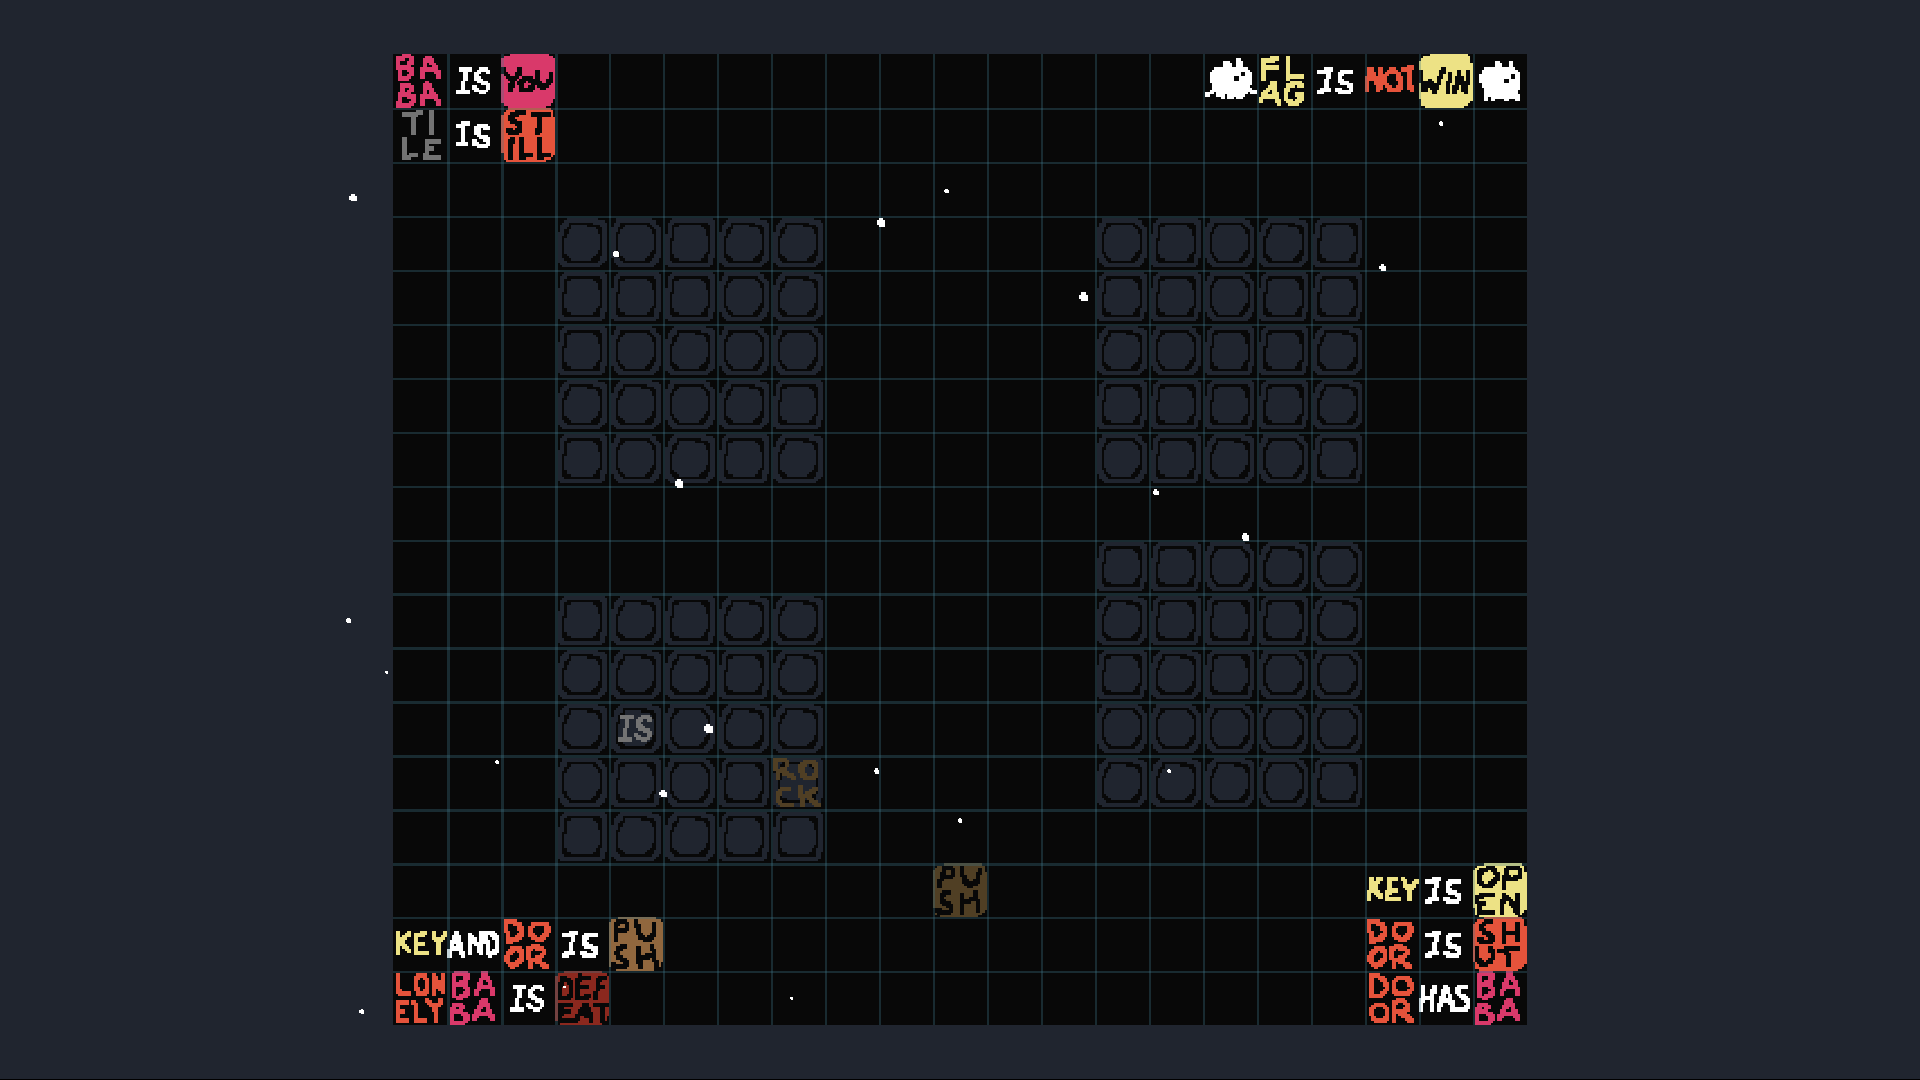 BABA IS YOU
FLAG IS NOT WIN
TILE IS STILL
IS
ROCK
PUSH
KEY IS OPEN
KEY AND DOOR IS PUSH
DOOR IS SHUT
LONELY BABA IS DEFEAT
DOOR HAS BABA